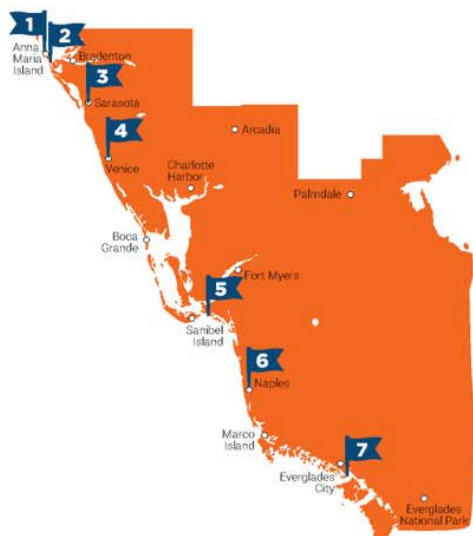 1
2
Anna
Maria
Island
Bradenton
3
Sarasota
4
Venice
Arcadia
Charlotte
Harbor
Palmdale
Boca
Grande
Fort Myers
5
Sanibel
Island
6
Naples
Marco
Island
7
Everglades
City
Everglades
National Park